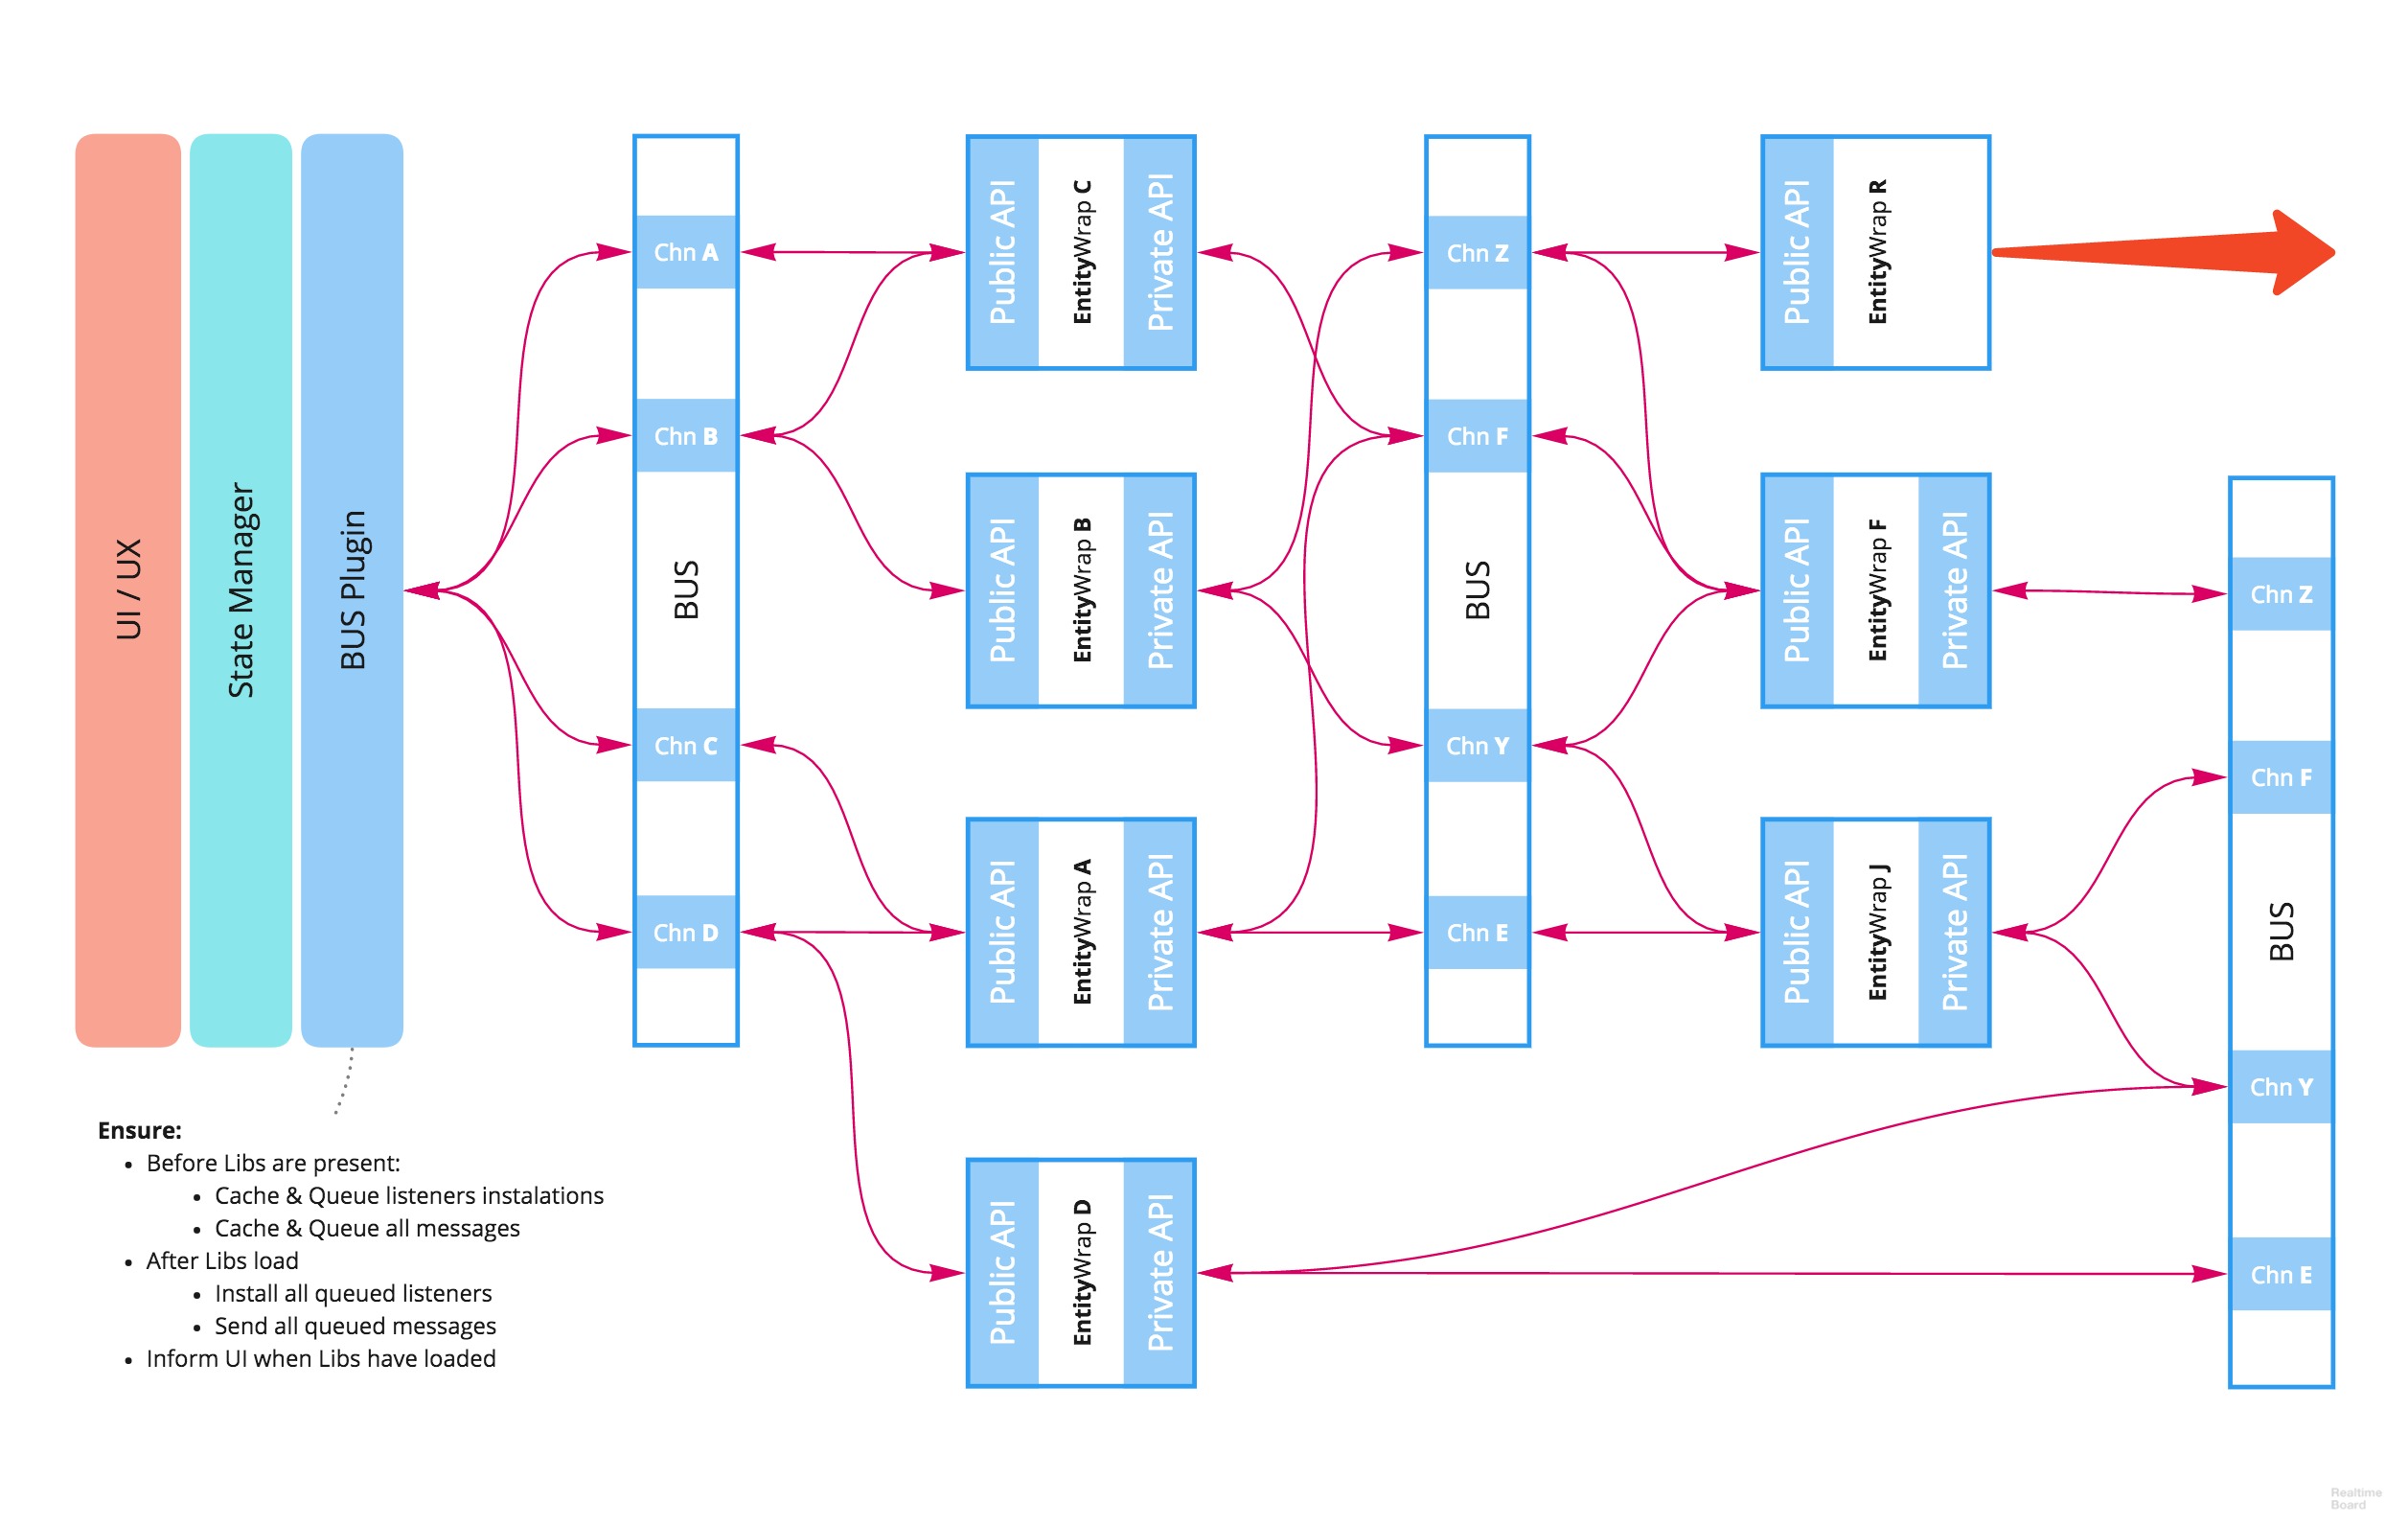 UI / UX
State Manager
BUS Plugin
Chn A
Chn B
BUS
Chn C
Chn D
Public API
EntityWrap C
Private API
Public API
EntityWrap B
Private API
Public API
EntityWrap A
Private API
Public API
EntityWrap D
Private API
Chn Z
Chn F
BUS
Chn Y
Chn E
Public API
EntityWrap R
Public API
EntityWrap F
Private API
Public API
EntityWrap J
Private API
Chn Z
Chn F
BUS
Chn Y
Chn E
Ensure:
• Before Libs are present:
• Cache & Queue listeners instalations
• Cache & Queue all messages
• After Libs load
• Install all queued listeners
• Send all queued messages
• Inform UI when Libs have loaded
Realtime
Board